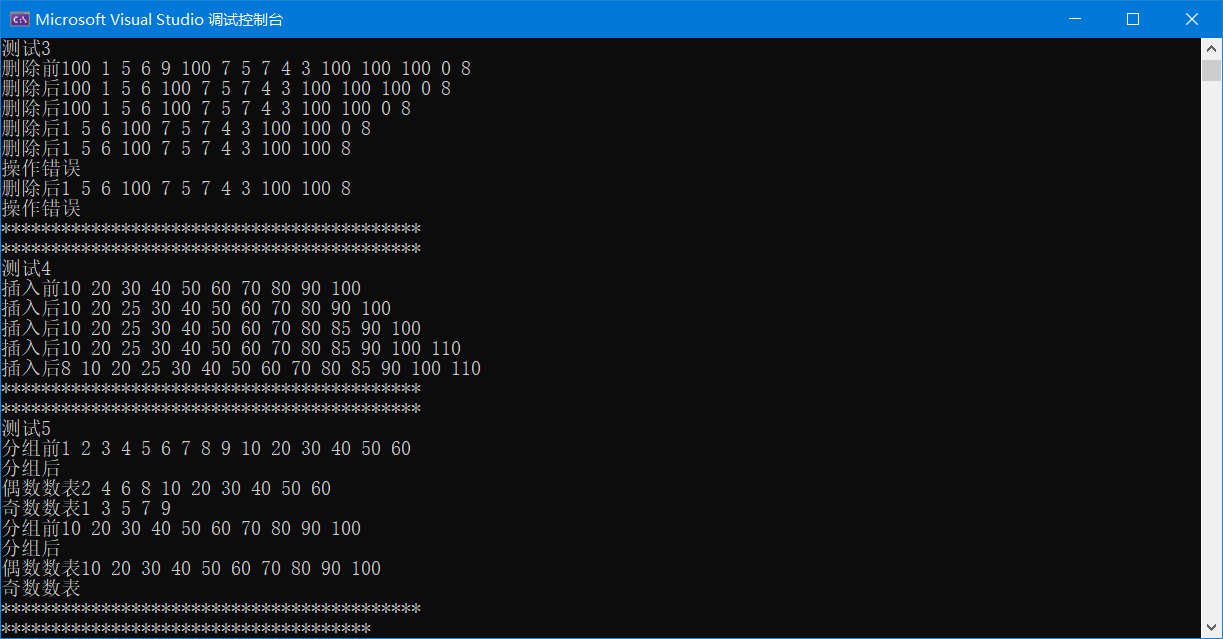 Microsoft Visual Studio 调试控制台
测试3
删除前100 1 5 6 9 100 7 5 7 4 3 100 100 100 0 8
删除后100 1 5 6 100 7 5 7 4 3 100 100 100 0 8
删除后100 1 5 6 100 7 5 7 4 3 100 100 0 8
删除后1 5 6 100 7 5 7 4 3 100 100 0 8
删除后1 5 6 100 7 5 7 4 3 100 100 8
操作错误
删除后1 5 6 100 7 5 7 4 3 100 100 8
操作错误
******************************************
******************************************
测试4
插入前10 20 30 40 50 60 70 80 90 100
插入后10 20 25 30 40 50 60 70 80 90 100
插入后10 20 25 30 40 50 60 70 80 85 90 100
插入后10 20 25 30 40 50 60 70 80 85 90 100 110
插入后8 10 20 25 30 40 50 60 70 80 85 90 100 110
******************************************
******************************************
测试5
分组前1 2 3 4 5 6 7 8 9 10 20 30 40 50 60
分组后
偶数数表2 4 6 8 10 20 30 40 50 60
奇数数表1 3 5 7 9
分组前10 20 30 40 50 60 70 80 90 100
分组后
偶数数表10 20 30 40 50 60 70 80 90 100
奇数数表
******************************************
*************************************